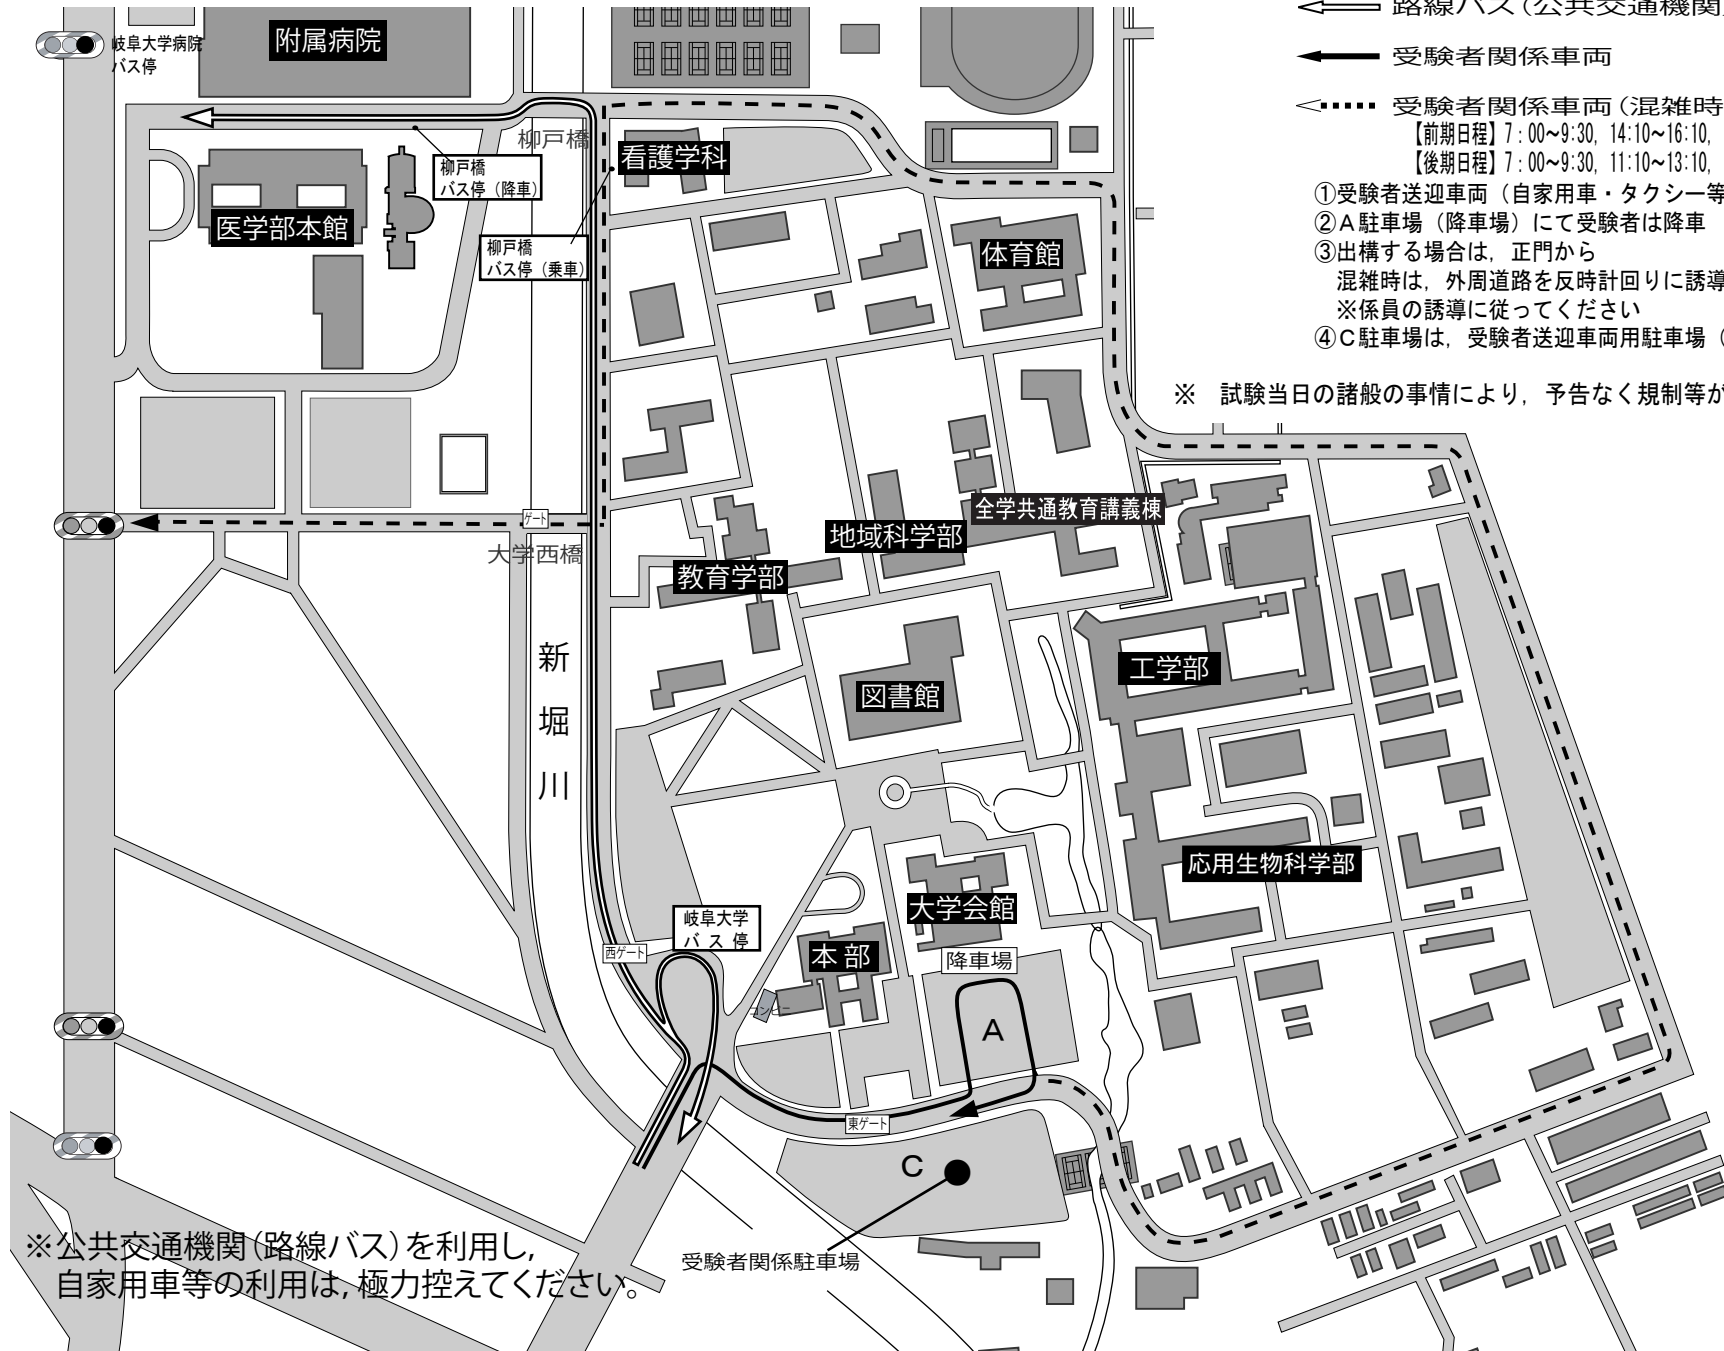 路線バス（公共交通機関）
岐阜大学病院
バス停
附属病院
受験者関係車両
受験者関係車両（混雑時
【前期日程】7：00～9:30, 14:10～16:10,
【後期日程】7：00～9:30, 11:10～13:10,
①受験者送迎車両（自家用車・タクシー等
②Ａ駐車場（降車場）にて受験者は降車
③出構する場合は，正門から
混雑時は，外周道路を反時計回りに誘導
※係員の誘導に従ってください
④Ｃ駐車場は，受験者送迎車両用駐車場（
※　試験当日の諸般の事情により，予告なく規制等が
柳戸橋
看護学科
柳戸橋
バス停（降車）
医学部本館
柳戸橋
バス停（乗車）
体育館
ゲート
大学西橋
全学共通教育講義棟
地域科学部
教育学部
新堀川
図書館
工学部
応用生物科学部
大学会館
岐阜大学
バ ス 停
西ゲート
本 部
降車場
コンビニ
A
東ゲート
C
受験者関係駐車場
※公共交通機関（路線バス）を利用し，
自家用車等の利用は，極力控えてください。